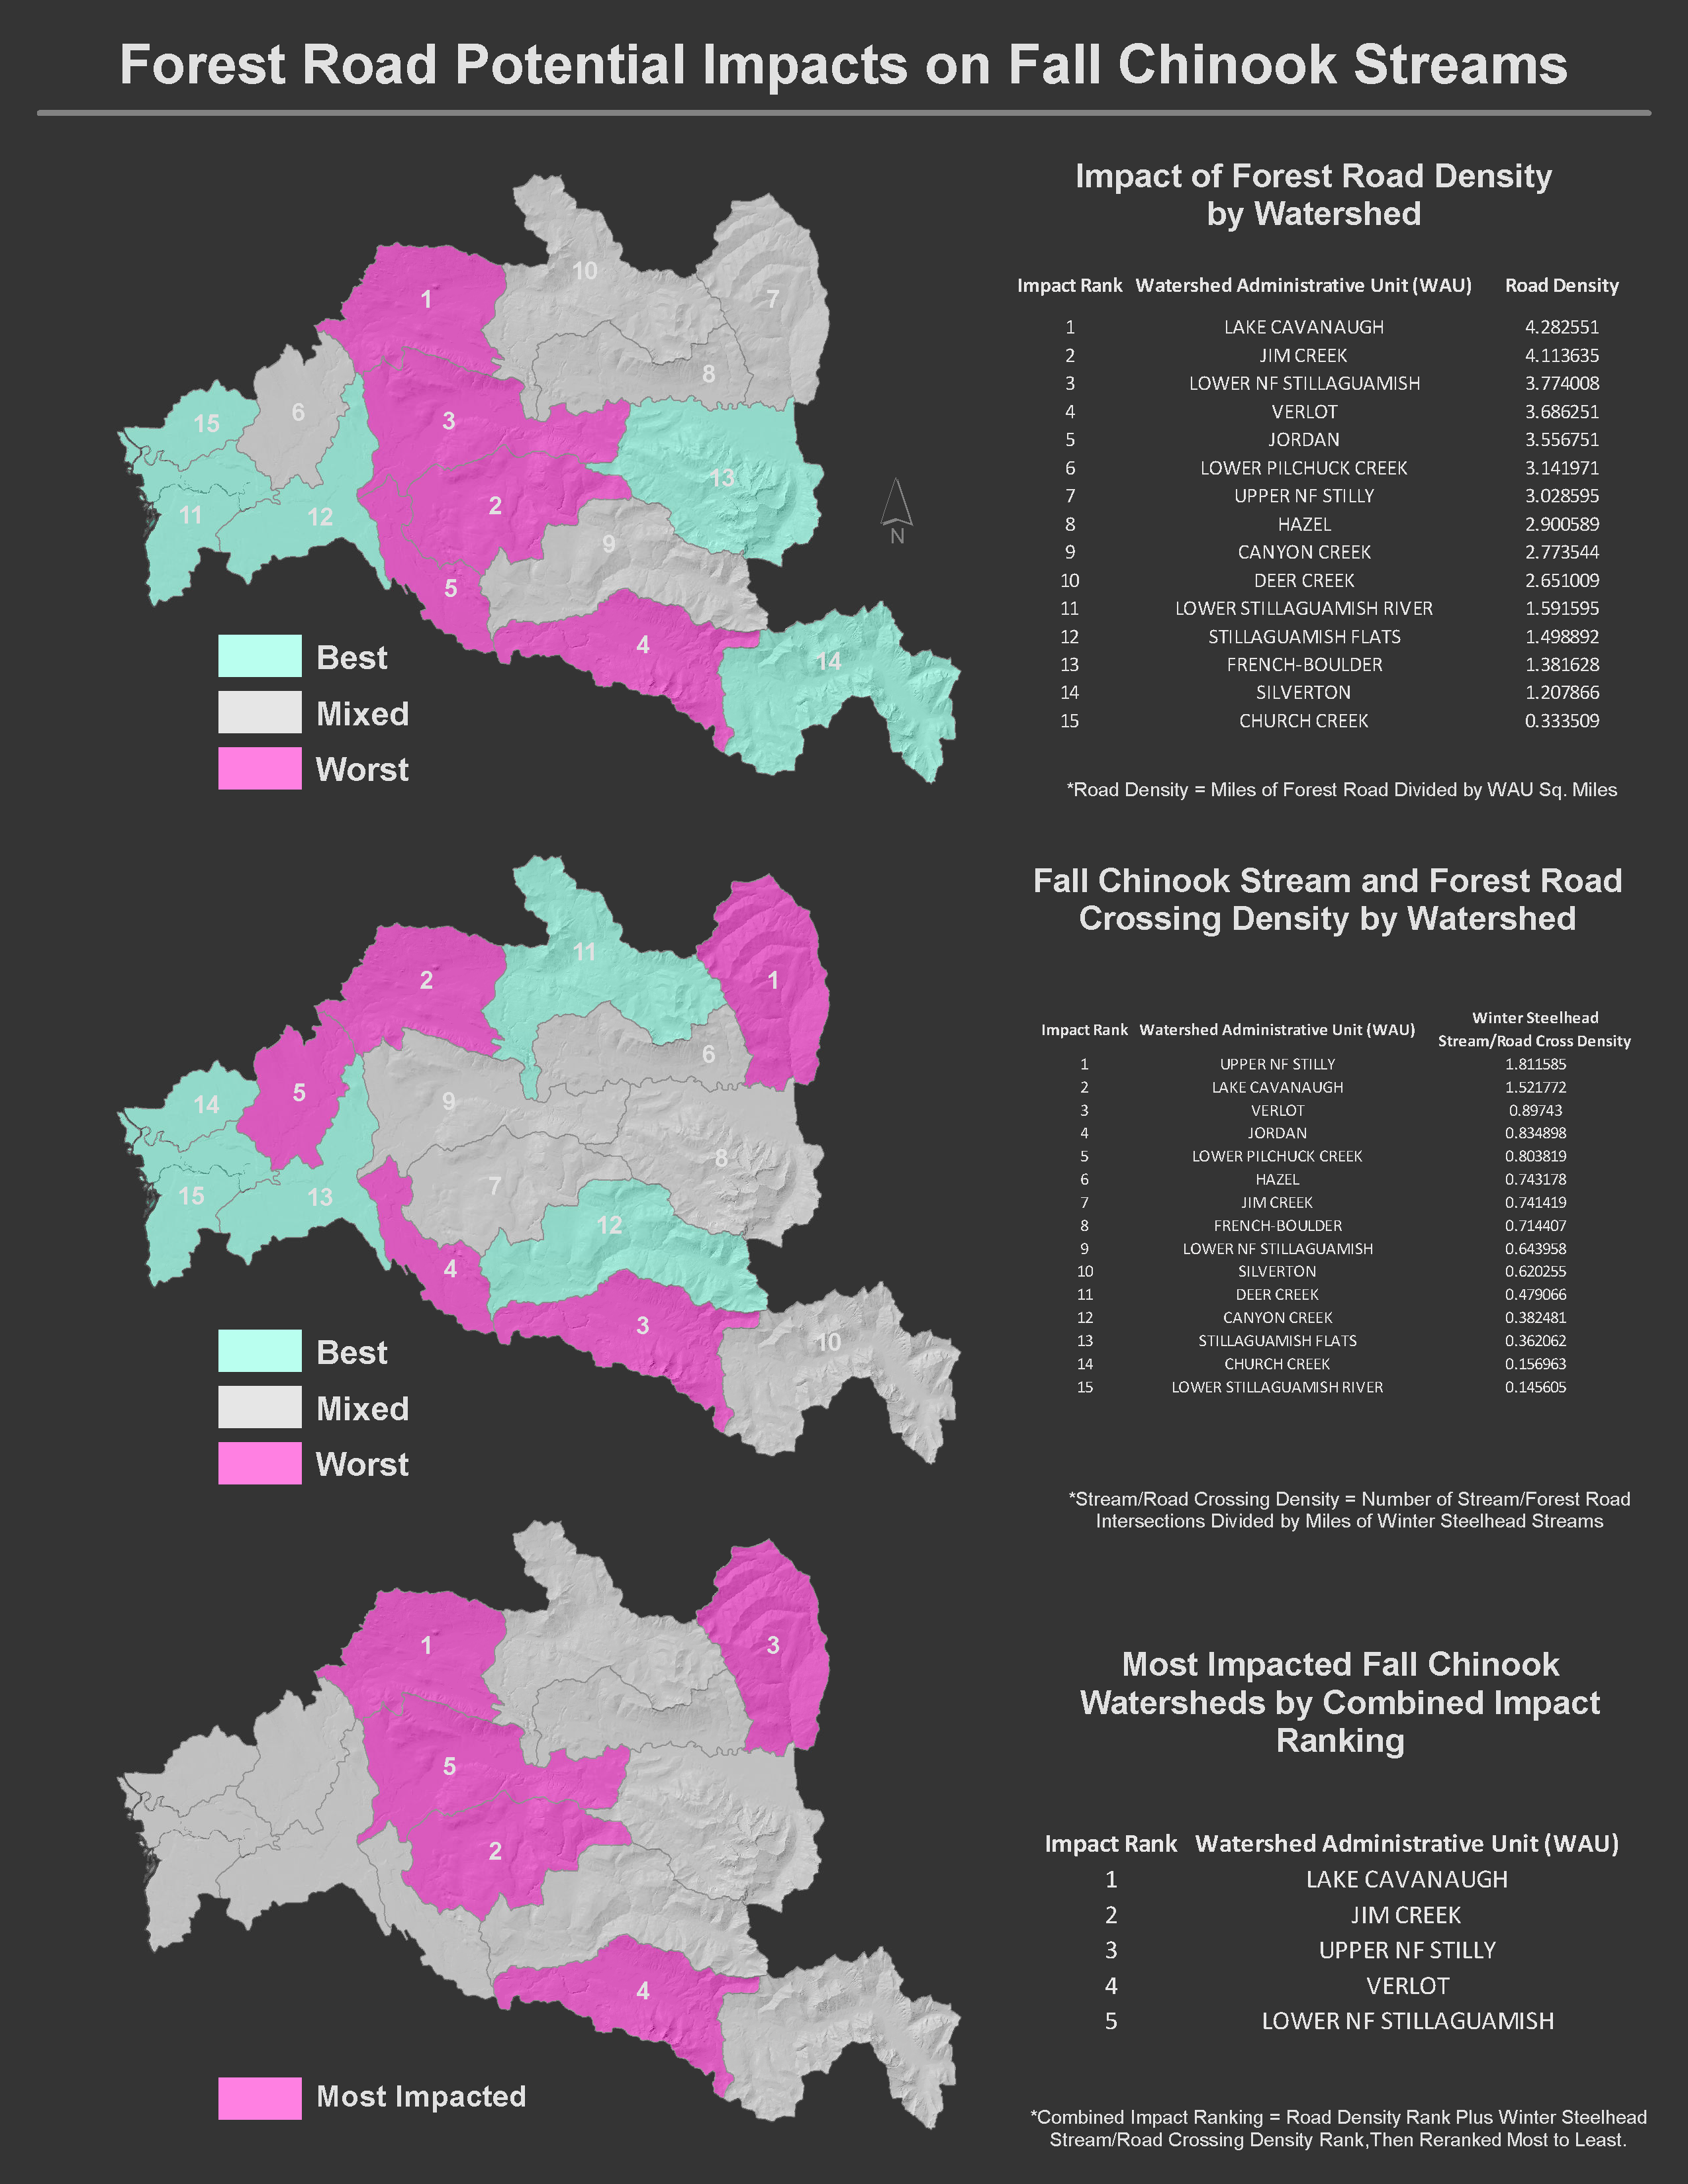 Forest Road Potential Impacts on Fall Chinook Streams
Impact of Forest Road Density
by Watershed
Impact Rank Watershed Administrative Unit (WAU) Road Density
1 LAKE CAVANAUGH 4.282551
2 JIM CREEK 4.113635
3 LOWER NF STILLAGUAMISH 3.774008
4 VERLOT 3.686251
5 JORDAN 3.556751
6 LOWER PILCHUCK CREEK 3.141971
7 UPPER NF STILLY 3.028595
8 HAZEL 2.900589
9 CANYON CREEK 2.773544
10 DEER CREEK 2.651009
11 LOWER STILLAGUAMISH RIVER 1.591595
12 STILLAGUAMISH FLATS 1.498892
13 FRENCH-BOULDER 1.381628
14 SILVERTON 1.207866
15 CHURCH CREEK 0.333509
*Road Density = Miles of Forest Road Divided by WAU Sq. Miles
10
1
7
8
6
3
15
13
2
11
12
9
N
5
4
14
Best
Mixed
Worst
Fall Chinook Stream and Forest Road
Crossing Density by Watershed
Winter Steelhead
Impact Rank Watershed Administrative Unit (WAU) Stream/Road Cross Density
1 UPPER NF STILLY 1.811585
2 LAKE CAVANAUGH 1.521772
3 VERLOT 0.89743
4 JORDAN 0.834898
5 LOWER PILCHUCK CREEK 0.803819
6 HAZEL 0.743178
7 JIM CREEK 0.741419
8 FRENCH-BOULDER 0.714407
9 LOWER NF STILLAGUAMISH 0.643958
10 SILVERTON 0.620255
11 DEER CREEK 0.479066
12 CANYON CREEK 0.382481
13 STILLAGUAMISH FLATS 0.362062
14 CHURCH CREEK 0.156963
15 LOWER STILLAGUAMISH RIVER 0.145605
*Stream/Road Crossing Density = Number of Stream/Forest Road
Intersections Divided by Miles of Winter Steelhead Streams
11
2
1
6
5
9
14
8
7
15
13
12
4
3
10
Best
Mixed
Worst
Most Impacted Fall Chinook
Watersheds by Combined Impact
Ranking
Impact Rank Watershed Administrative Unit (WAU)
1 LAKE CAVANAUGH
2 JIM CREEK
3 UPPER NF STILLY
4 VERLOT
5 LOWER NF STILLAGUAMISH
*Combined Impact Ranking = Road Density Rank Plus Winter Steelhead
Stream/Road Crossing Density Rank,Then Reranked Most to Least.
1
3
5
2
4
Most Impacted